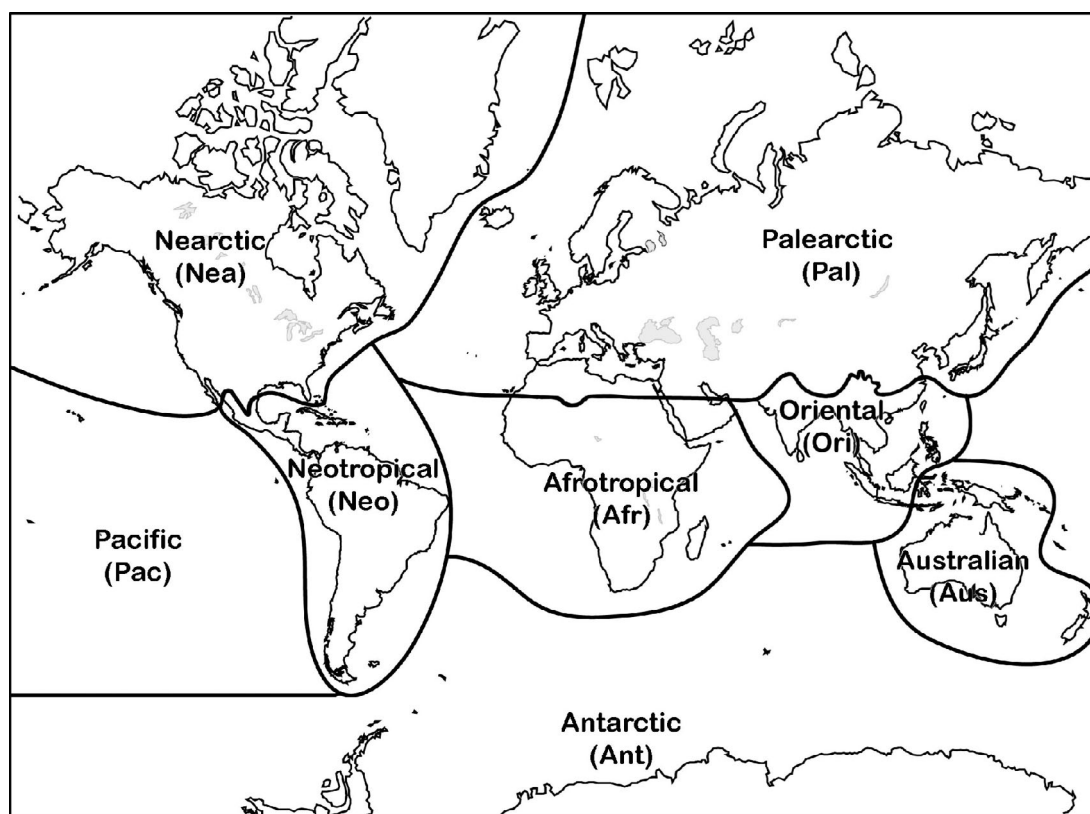 Nearctic
(Nea)
Palearctic
(Pal)
Oriental
(Ori)
Neotropical
(Neo)
Afrotropical
(Afr)
Pacific
(Pac)
Australian
(Aus)
Antarctic
(Ant)